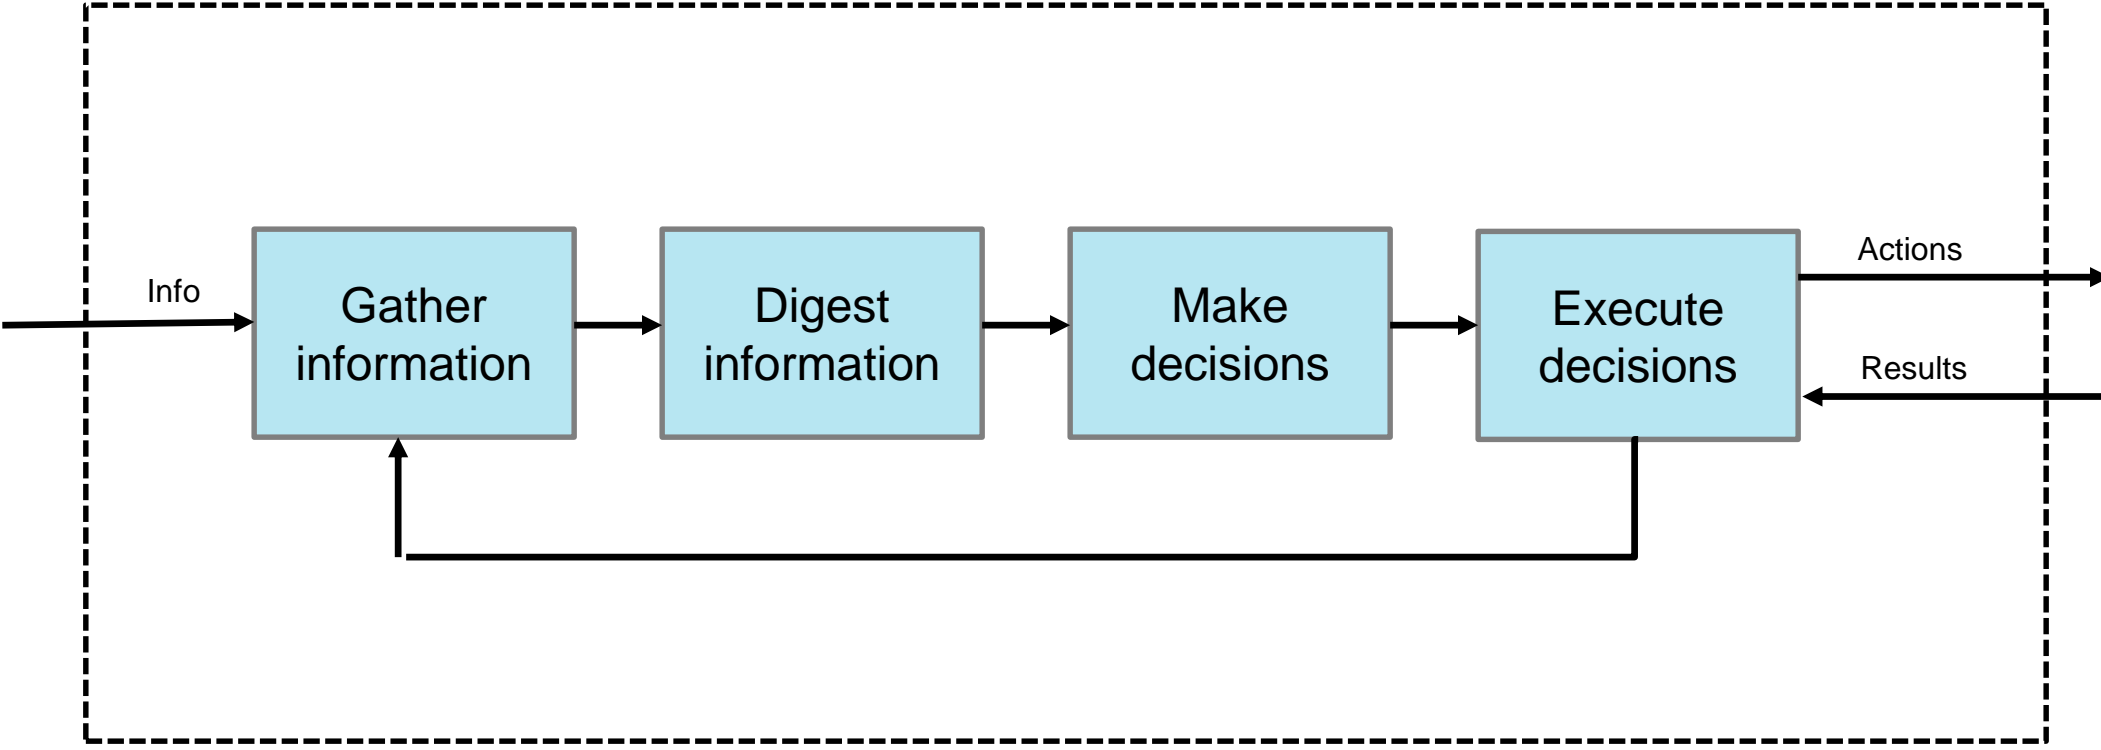 Info
Gather
information
Digest
information
Make
decisions
Execute
decisions
Actions
Results